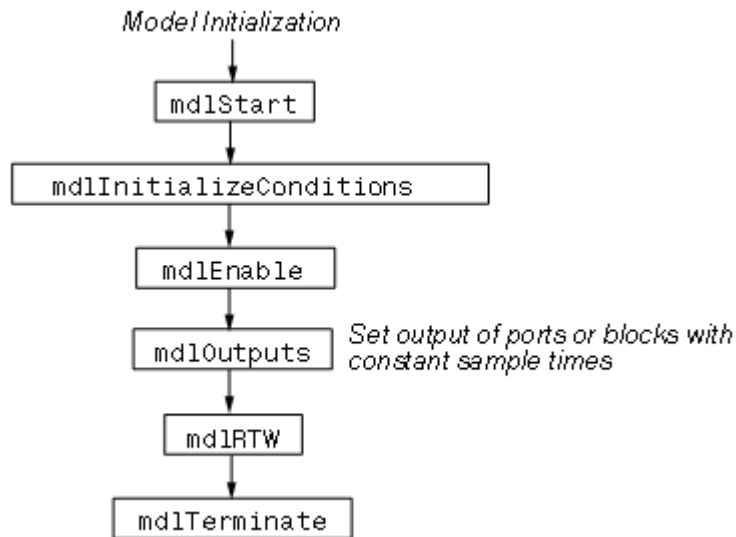 Model Initialization
mdlStart
mdlInitializeConditions
mdlEnable
mdlOutputs
Set output of ports or blocks with
constant sample times
mdlRTW
mdlTerminate